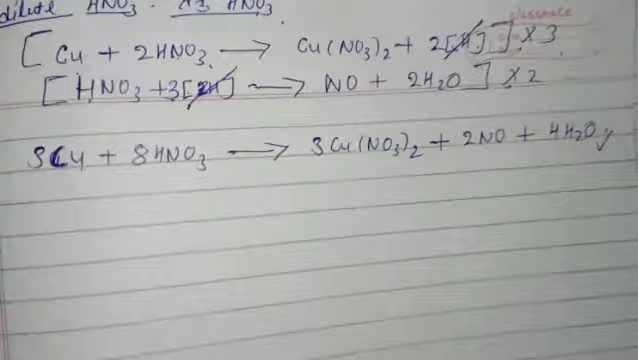 dilute HNO3. HNO3.
[Cu + 2HNO3. → Cu(NO3)2 + 2[H]] × 3.
[HNO3 + 3[H] → NO + 2H2O] × 2
3Cu + 8HNO3 → 3Cu(NO3)2 + 2NO + 4H2O